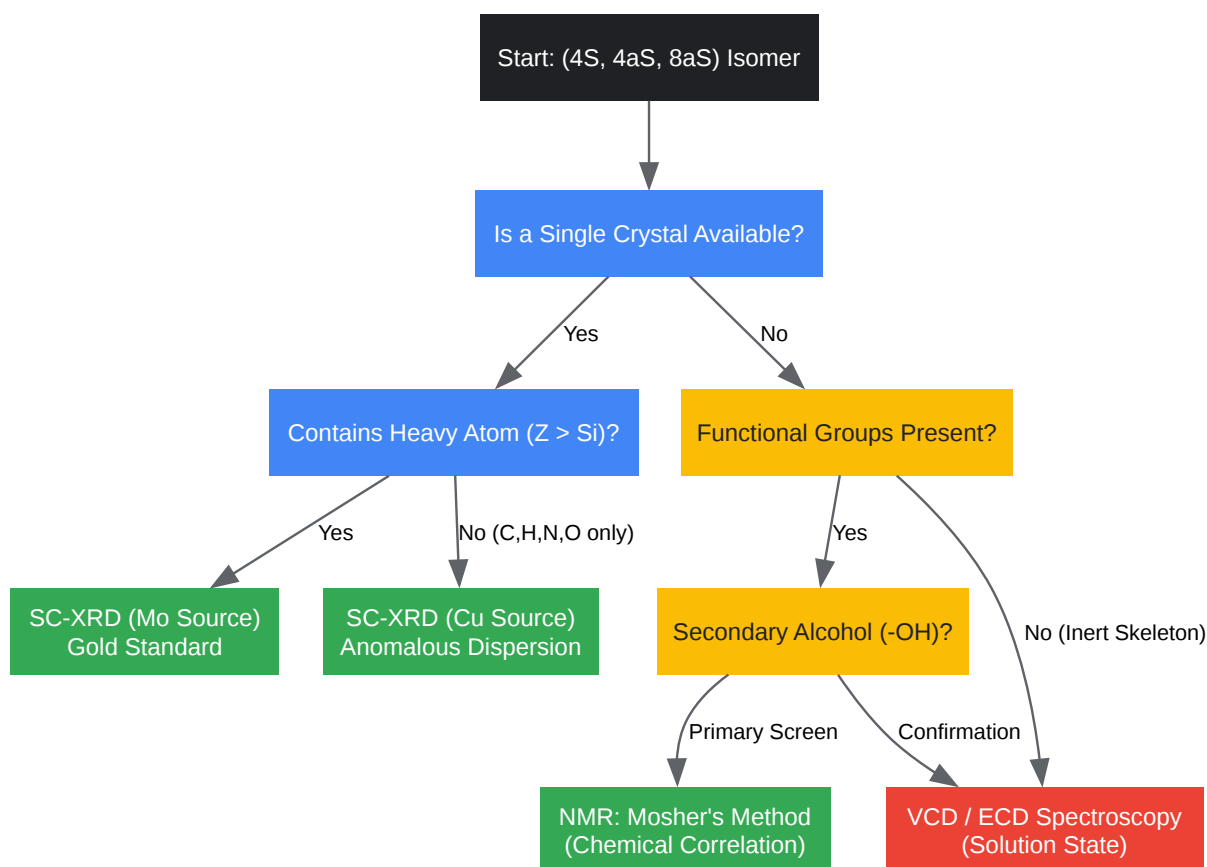 Start: (4S, 4aS, 8aS) Isomer
Is a Single Crystal Available?
Yes
No
Contains Heavy Atom (Z > Si)?
Functional Groups Present?
Yes
No (C,H,N,O only)
Yes
SC-XRD (Mo Source)
Gold Standard
SC-XRD (Cu Source)
Anomalous Dispersion
Secondary Alcohol (-OH)?
No (Inert Skeleton)
Primary Screen
Confirmation
NMR: Mosher's Method
(Chemical Correlation)
VCD / ECD Spectroscopy
(Solution State)